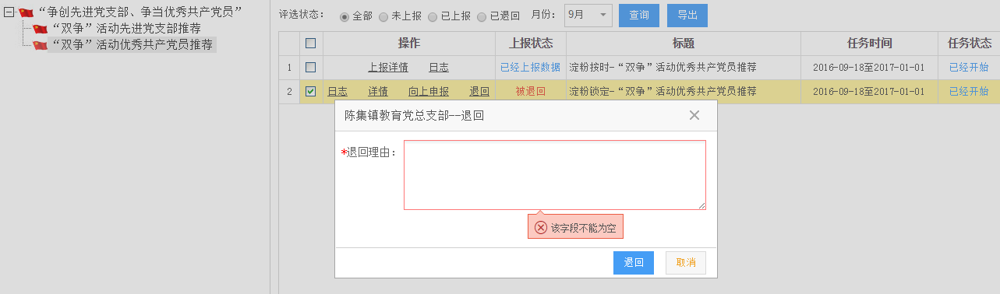 “争创先进党支部、争当优秀共产党员”
“双争”活动先进党支部推荐
“双争”活动优秀共产党员推荐
评选状态： 全部 未上报 已上报 已退回 月份： 9月 查询 导出
操作 上报状态 标题 任务时间 任务状态
1 上报详情 日志 已经上报数据 淀粉按时-“双争”活动优秀共产党员推荐 2016-09-18至2017-01-01 已经开始
2 日志 详情 向上申报 退回 被退回 淀粉锁定-“双争”活动优秀共产党员推荐 2016-09-18至2017-01-01 已经开始
陈集镇教育党总支部--退回
*退回理由：
该字段不能为空
退回 取消